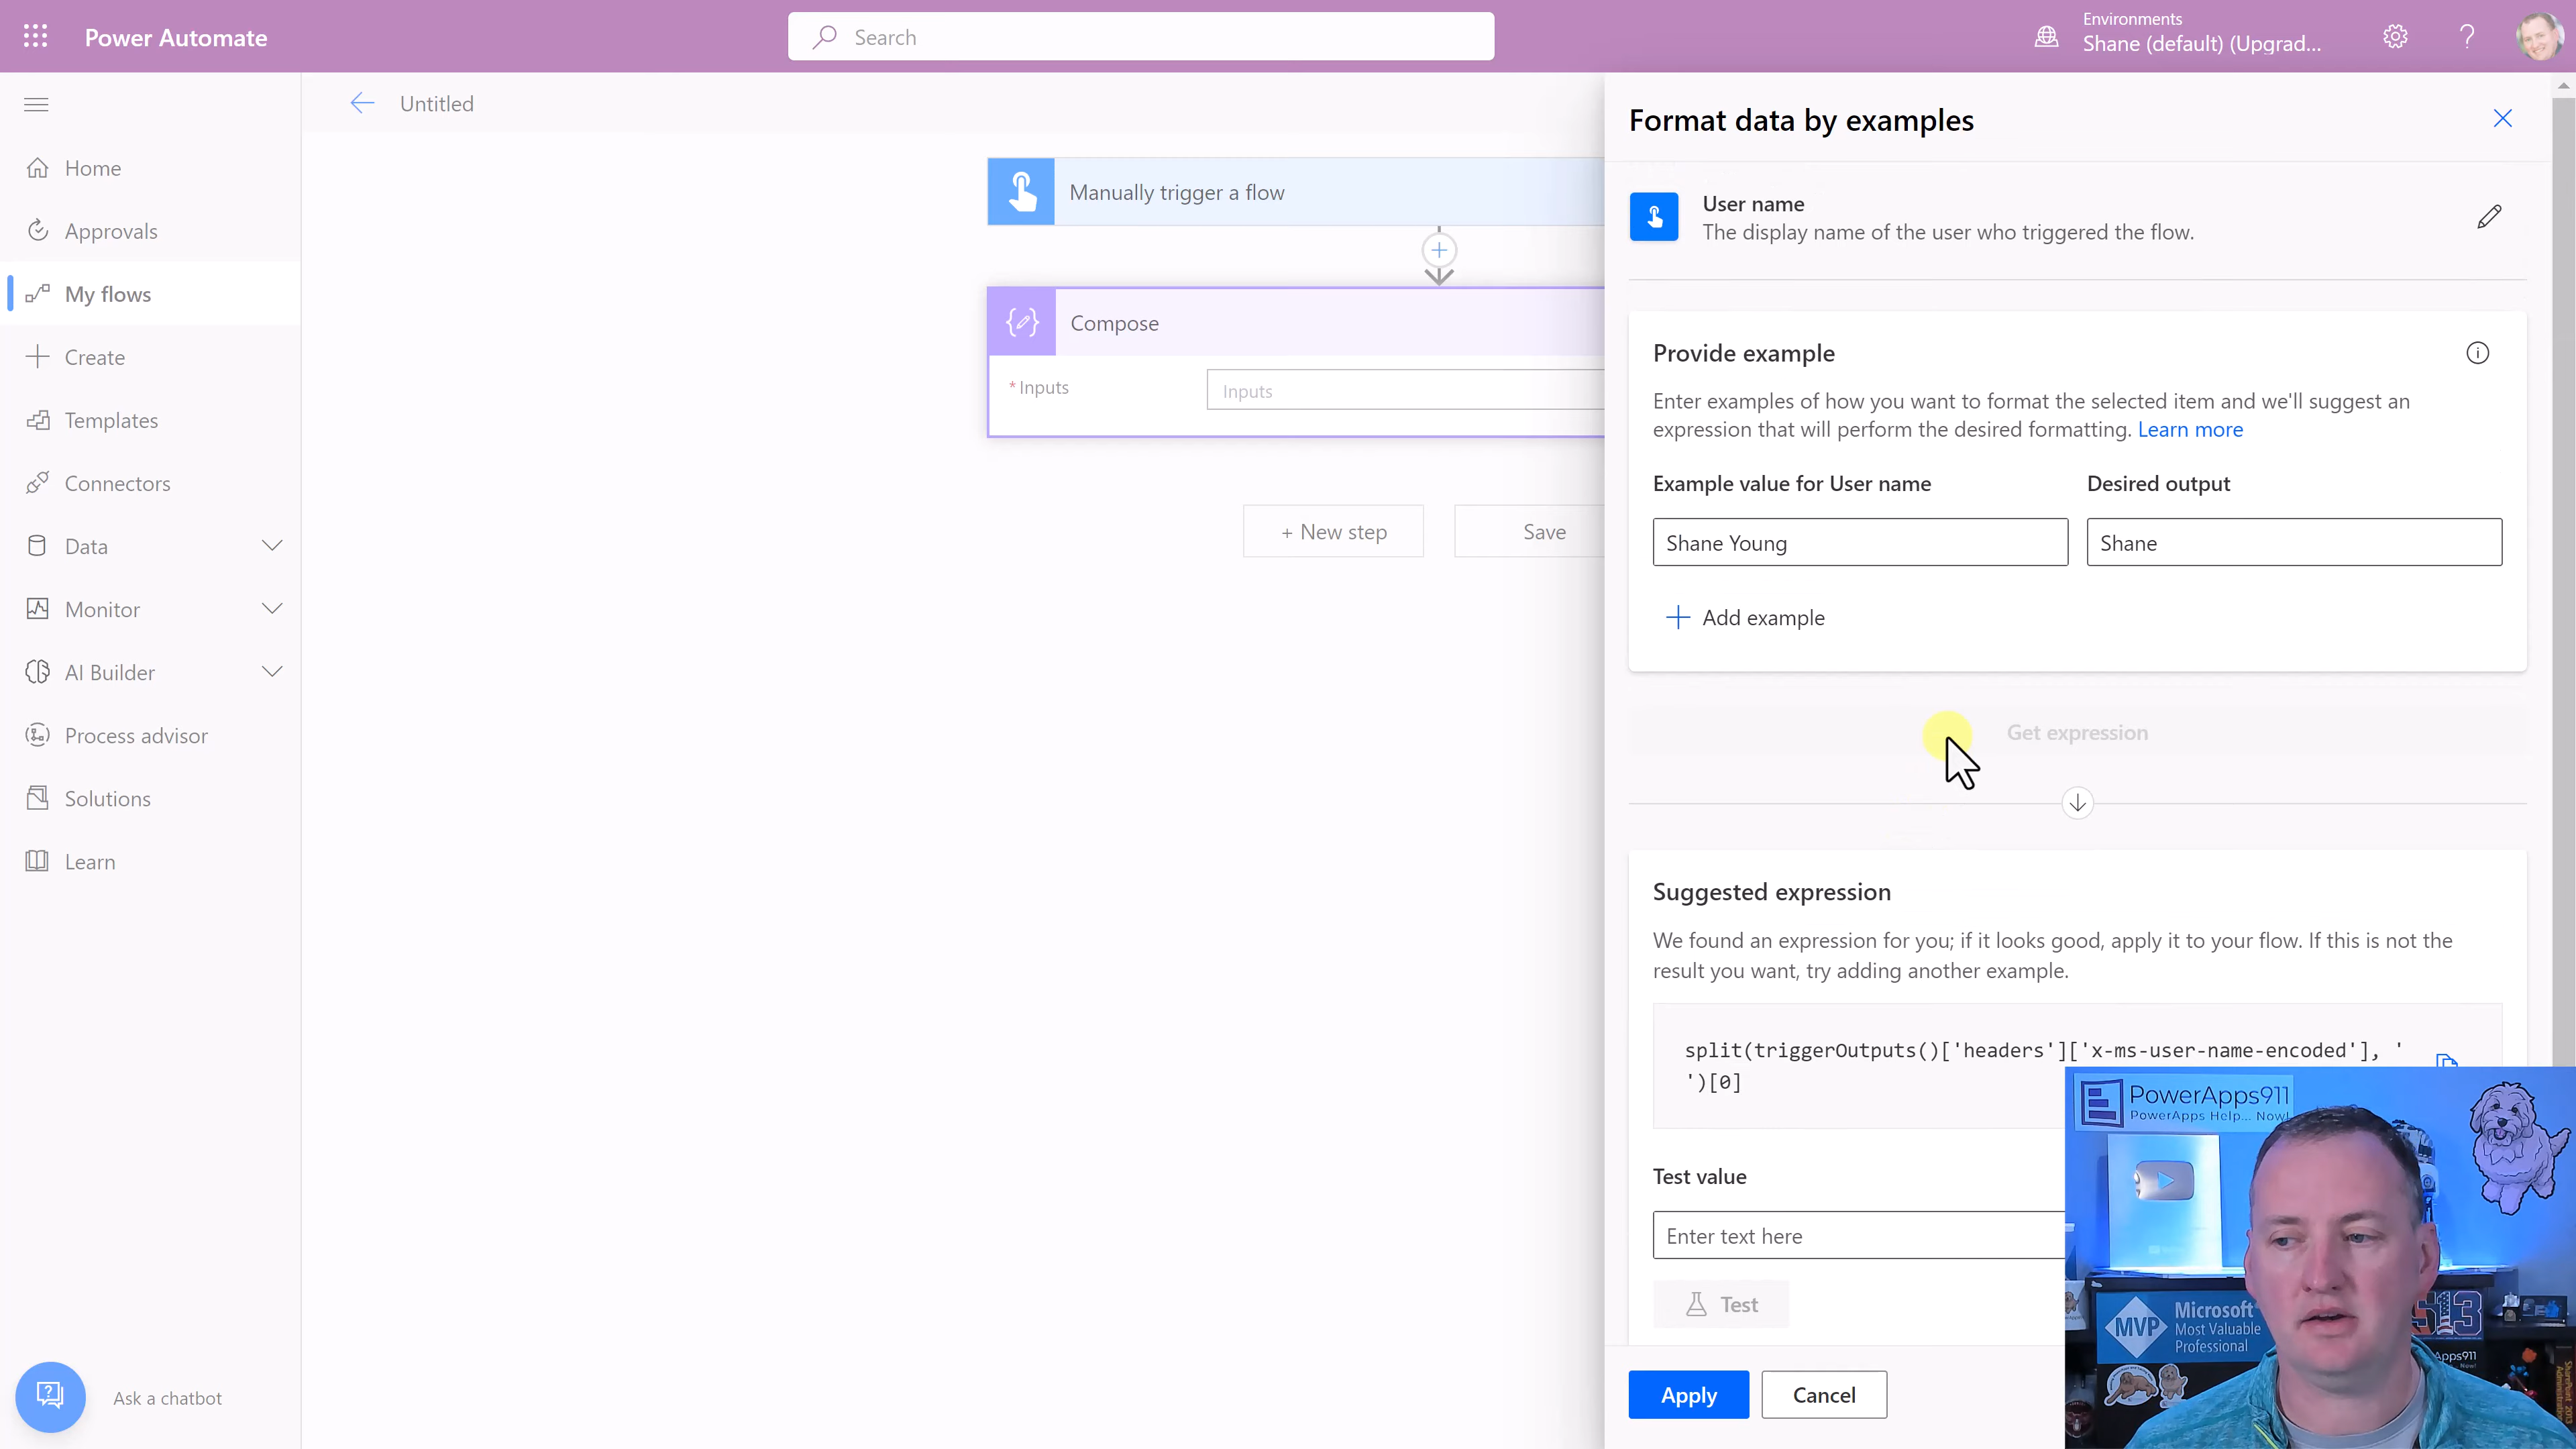 Power Automate
Search
Environments
Shane (default) (Upgrad...
Untitled
Home
Approvals
My flows
Create
Templates
Connectors
Data
Monitor
AI Builder
Process advisor
Solutions
Learn
Ask a chatbot
Manually trigger a flow
Compose
* Inputs
Inputs
+ New step
Save
Format data by examples
User name
The display name of the user who triggered the flow.
Provide example
Enter examples of how you want to format the selected item and we'll suggest an
expression that will perform the desired formatting. Learn more
Example value for User name
Desired output
Shane Young
Shane
Add example
Get expression
Suggested expression
We found an expression for you; if it looks good, apply it to your flow. If this is not the
result you want, try adding another example.
split(triggerOutputs()['headers']['x-ms-user-name-encoded'], '
')[0]
Test value
Enter text here
Test
Apply
Cancel
PowerApps911
PowerApps Help... Now!
MVP
Microsoft
Most Valuable
Professional
513